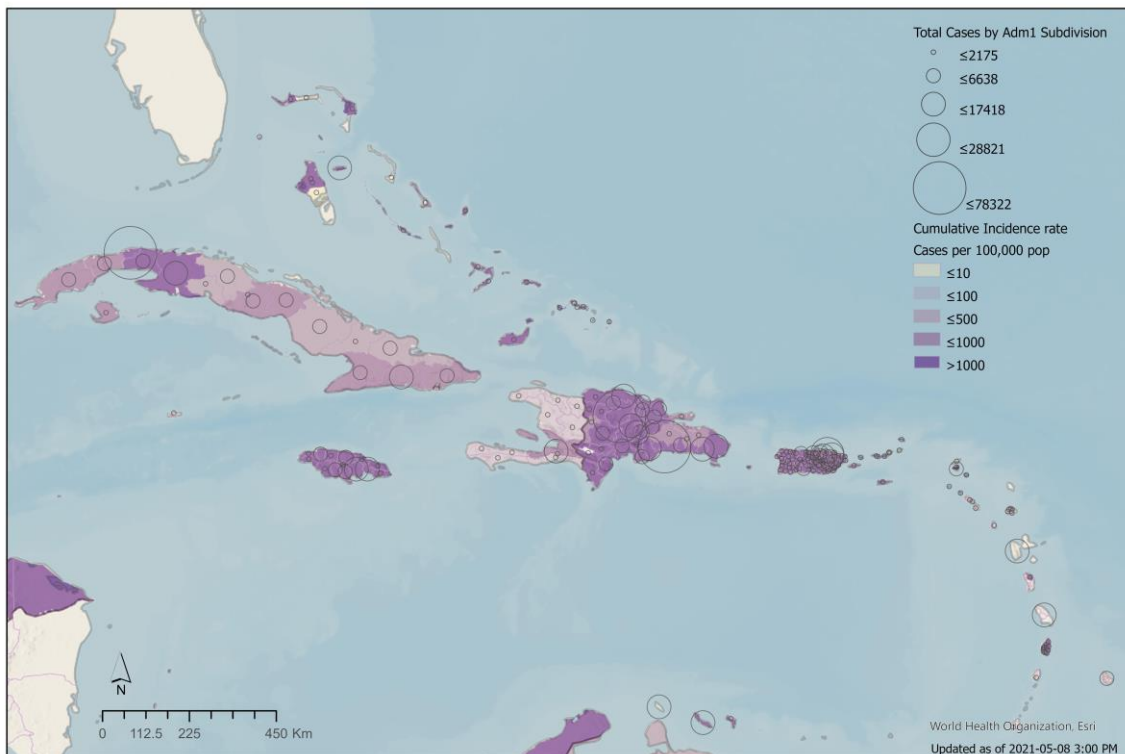 Total Cases by Adm1 Subdivision
≤2175
≤6638
≤17418
≤28821
≤78322
Cumulative Incidence rate
Cases per 100,000 pop
≤10
≤100
≤500
≤1000
>1000
N
0 112.5 225 450 Km
World Health Organization, Esri
Updated as of 2021-05-08 3:00 PM